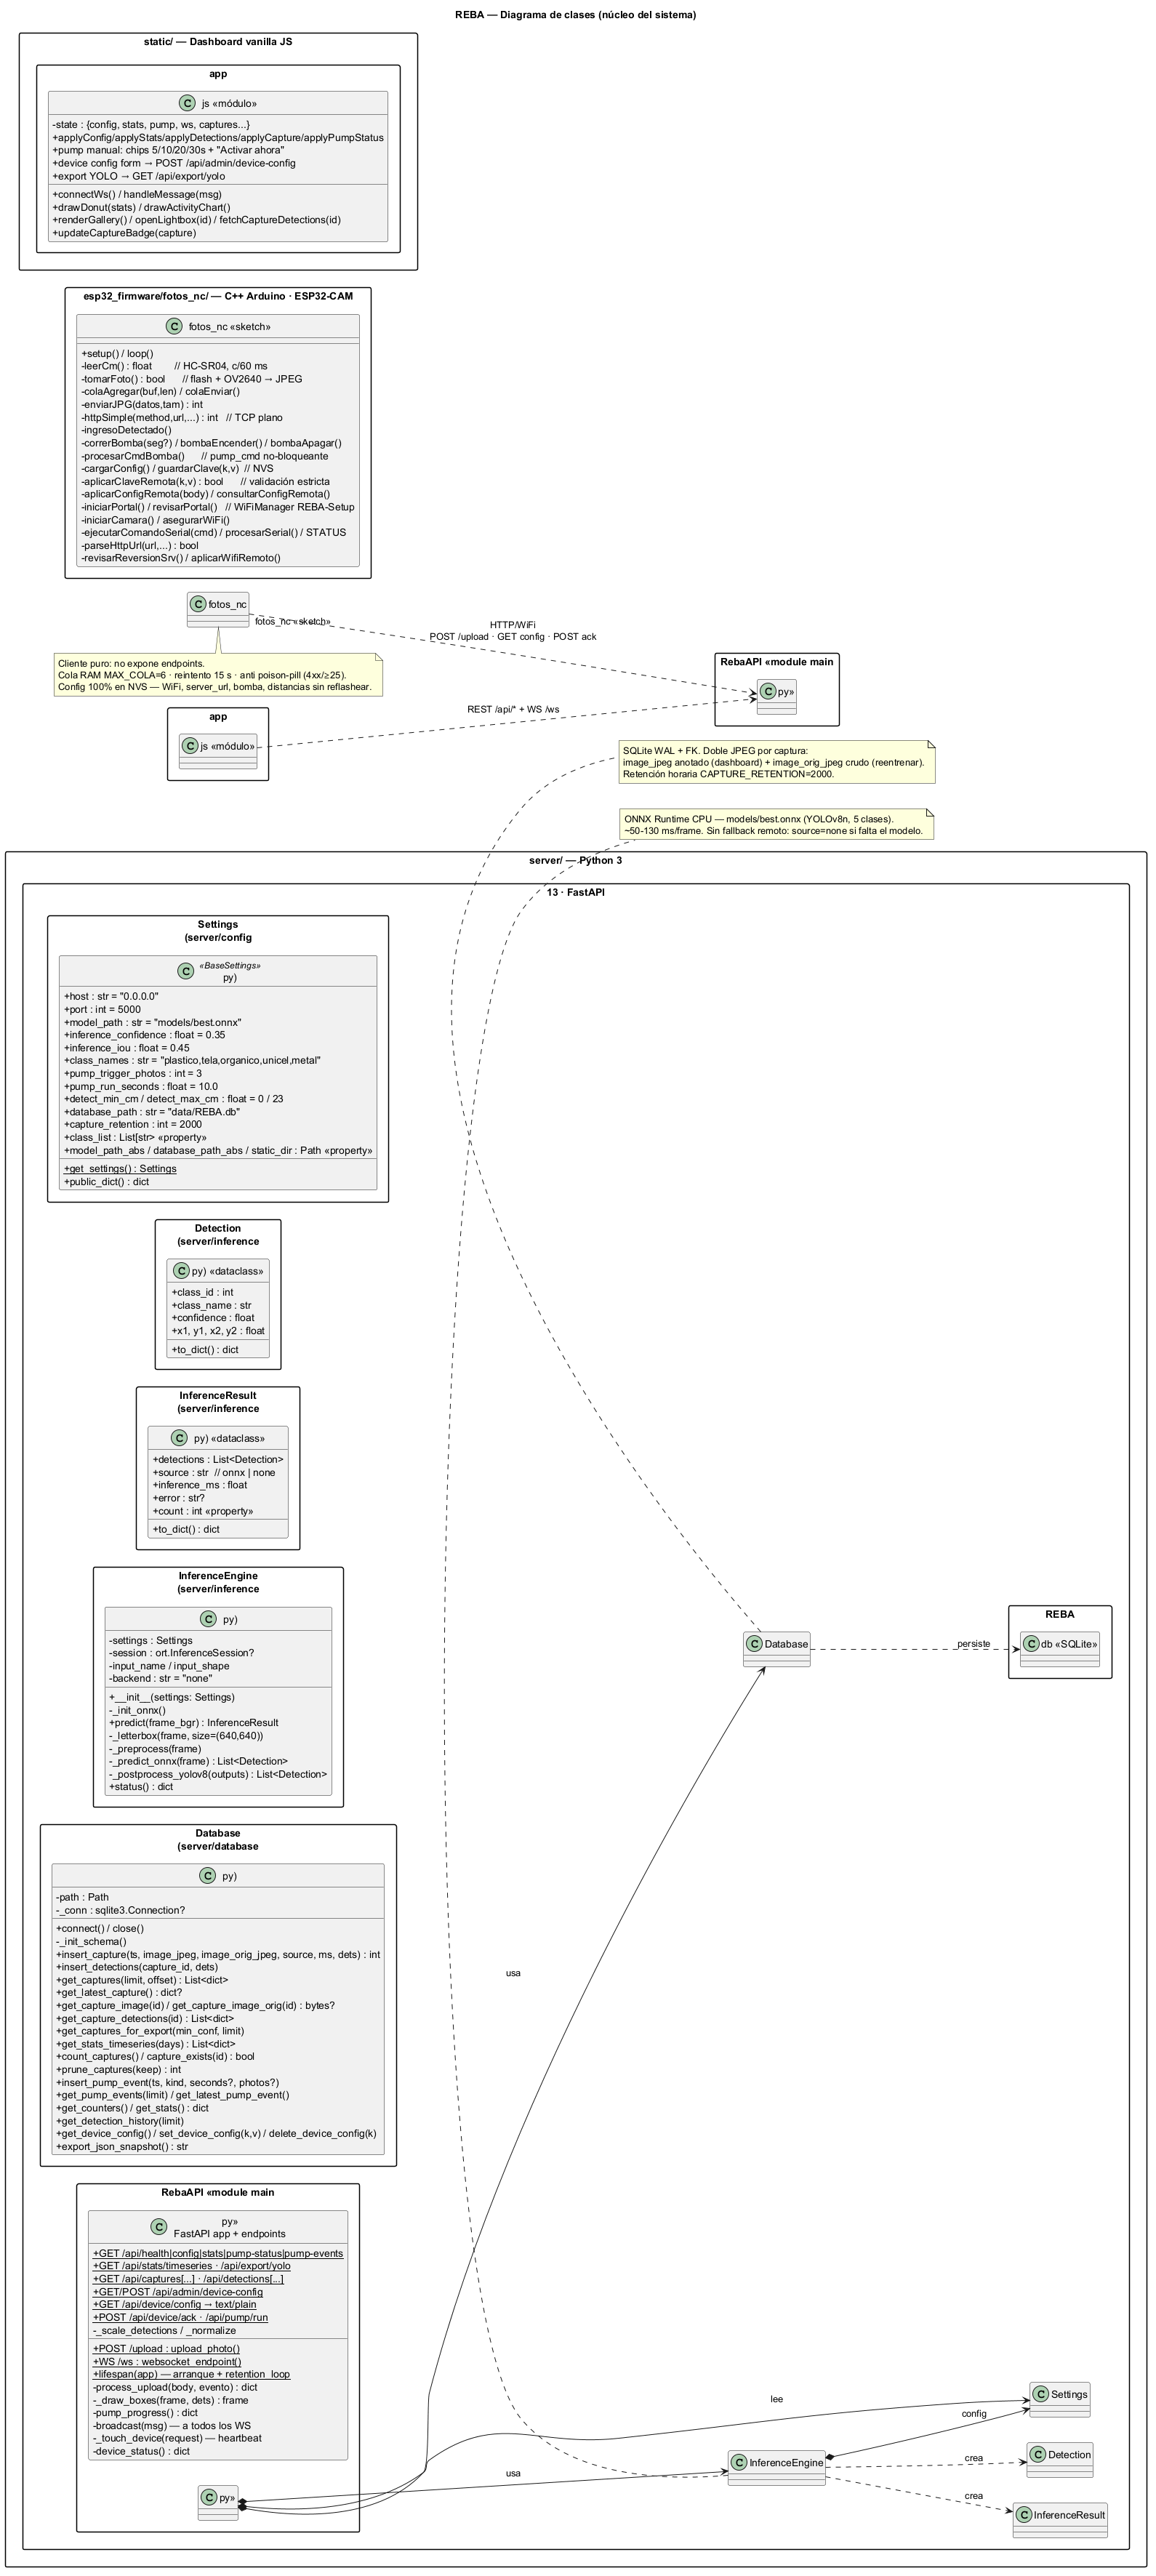 REBA — Diagrama de clases (núcleo del sistema)
static/ — Dashboard vanilla JS
app
C js «módulo»
-state : {config, stats, pump, ws, captures...}
+applyConfig/applyStats/applyDetections/applyCapture/applyPumpStatus
+pump manual: chips 5/10/20/30s + "Activar ahora"
+device config form → POST /api/admin/device-config
+export YOLO → GET /api/export/yolo
+connectWs() / handleMessage(msg)
+drawDonut(stats) / drawActivityChart()
+renderGallery() / openLightbox(id) / fetchCaptureDetections(id)
+updateCaptureBadge(capture)
esp32_firmware/fotos_nc/ — C++ Arduino · ESP32-CAM
C fotos_nc «sketch»
+setup() / loop()
-leerCm() : float // HC-SR04, c/60 ms
-tomarFoto() : bool // flash + OV2640 → JPEG
-colaAgregar(buf,len) / colaEnviar()
-enviarJPG(datos,tam) : int
-httpSimple(method,url,...) : int // TCP plano
-ingresoDetectado()
-correrBomba(seg?) / bombaEncender() / bombaApagar()
-procesarCmdBomba() // pump_cmd no-bloqueante
-cargarConfig() / guardarClave(k,v) // NVS
-aplicarClaveRemota(k,v) : bool // validación estricta
-aplicarConfigRemota(body) / consultarConfigRemota()
-iniciarPortal() / revisarPortal() // WiFiManager REBA-Setup
-iniciarCamara() / asegurarWiFi()
-ejecutarComandoSerial(cmd) / procesarSerial() / STATUS
-parseHttpUrl(url,...) : bool
-revisarReversionSrv() / aplicarWifiRemoto()
C fotos_nc
fotos_nc «sketch»
HTTP/WiFi
POST /upload · GET config · POST ack
Cliente puro: no expone endpoints.
Cola RAM MAX_COLA=6 · reintento 15 s · anti poison-pill (4xx/≥25).
Config 100% en NVS — WiFi, server_url, bomba, distancias sin reflashear.
RebaAPI «module main
C py»
app
C js «módulo»
REST /api/* + WS /ws
SQLite WAL + FK. Doble JPEG por captura:
image_jpeg anotado (dashboard) + image_orig_jpeg crudo (reentrenar).
Retención horaria CAPTURE_RETENTION=2000.
ONNX Runtime CPU — models/best.onnx (YOLOv8n, 5 clases).
~50-130 ms/frame. Sin fallback remoto: source=none si falta el modelo.
server/ — Python 3
13 · FastAPI
Settings
(server/config
C «BaseSettings»
py)
+host : str = "0.0.0.0"
+port : int = 5000
+model_path : str = "models/best.onnx"
+inference_confidence : float = 0.35
+inference_iou : float = 0.45
+class_names : str = "plastico,tela,organico,unicel,metal"
+pump_trigger_photos : int = 3
+pump_run_seconds : float = 10.0
+detect_min_cm / detect_max_cm : float = 0 / 23
+database_path : str = "data/REBA.db"
+capture_retention : int = 2000
+class_list : List[str> «property»
+model_path_abs / database_path_abs / static_dir : Path «property»
+get_settings() : Settings
+public_dict() : dict
Detection
(server/inference
C py) «dataclass»
+class_id : int
+class_name : str
+confidence : float
+x1, y1, x2, y2 : float
+to_dict() : dict
InferenceResult
(server/inference
C py) «dataclass»
+detections : List<Detection>
+source : str // onnx | none
+inference_ms : float
+error : str?
+count : int «property»
+to_dict() : dict
InferenceEngine
(server/inference
C py)
-settings : Settings
-session : ort.InferenceSession?
-input_name / input_shape
-backend : str = "none"
+__init__(settings: Settings)
-_init_onnx()
+predict(frame_bgr) : InferenceResult
-_letterbox(frame, size=(640,640))
-_preprocess(frame)
-_predict_onnx(frame) : List<Detection>
-_postprocess_yolov8(outputs) : List<Detection>
+status() : dict
C Database
persiste
REBA
C db «SQLite»
Database
(server/database
C py)
-path : Path
-_conn : sqlite3.Connection?
+connect() / close()
-_init_schema()
+insert_capture(ts, image_jpeg, image_orig_jpeg, source, ms, dets) : int
+insert_detections(capture_id, dets)
+get_captures(limit, offset) : List<dict>
+get_latest_capture() : dict?
+get_capture_image(id) / get_capture_image_orig(id) : bytes?
+get_capture_detections(id) : List<dict>
+get_captures_for_export(min_conf, limit)
+get_stats_timeseries(days) : List<dict>
+count_captures() / capture_exists(id) : bool
+prune_captures(keep) : int
+insert_pump_event(ts, kind, seconds?, photos?)
+get_pump_events(limit) / get_latest_pump_event()
+get_counters() / get_stats() : dict
+get_detection_history(limit)
+get_device_config() / set_device_config(k,v) / delete_device_config(k)
+export_json_snapshot() : str
usa
RebaAPI «module main
C py»
FastAPI app + endpoints
+GET /api/health|config|stats|pump-status|pump-events
+GET /api/stats/timeseries · /api/export/yolo
+GET /api/captures[...] · /api/detections[...]
+GET/POST /api/admin/device-config
+GET /api/device/config → text/plain
+POST /api/device/ack · /api/pump/run
-_scale_detections / _normalize
+POST /upload : upload_photo()
+WS /ws : websocket_endpoint()
+lifespan(app) — arranque + retention_loop
-process_upload(body, evento) : dict
-_draw_boxes(frame, dets) : frame
-pump_progress() : dict
-broadcast(msg) — a todos los WS
-_touch_device(request) — heartbeat
-device_status() : dict
C py»
lee
usa
C Settings
config
C InferenceEngine
crea
C Detection
crea
C InferenceResult